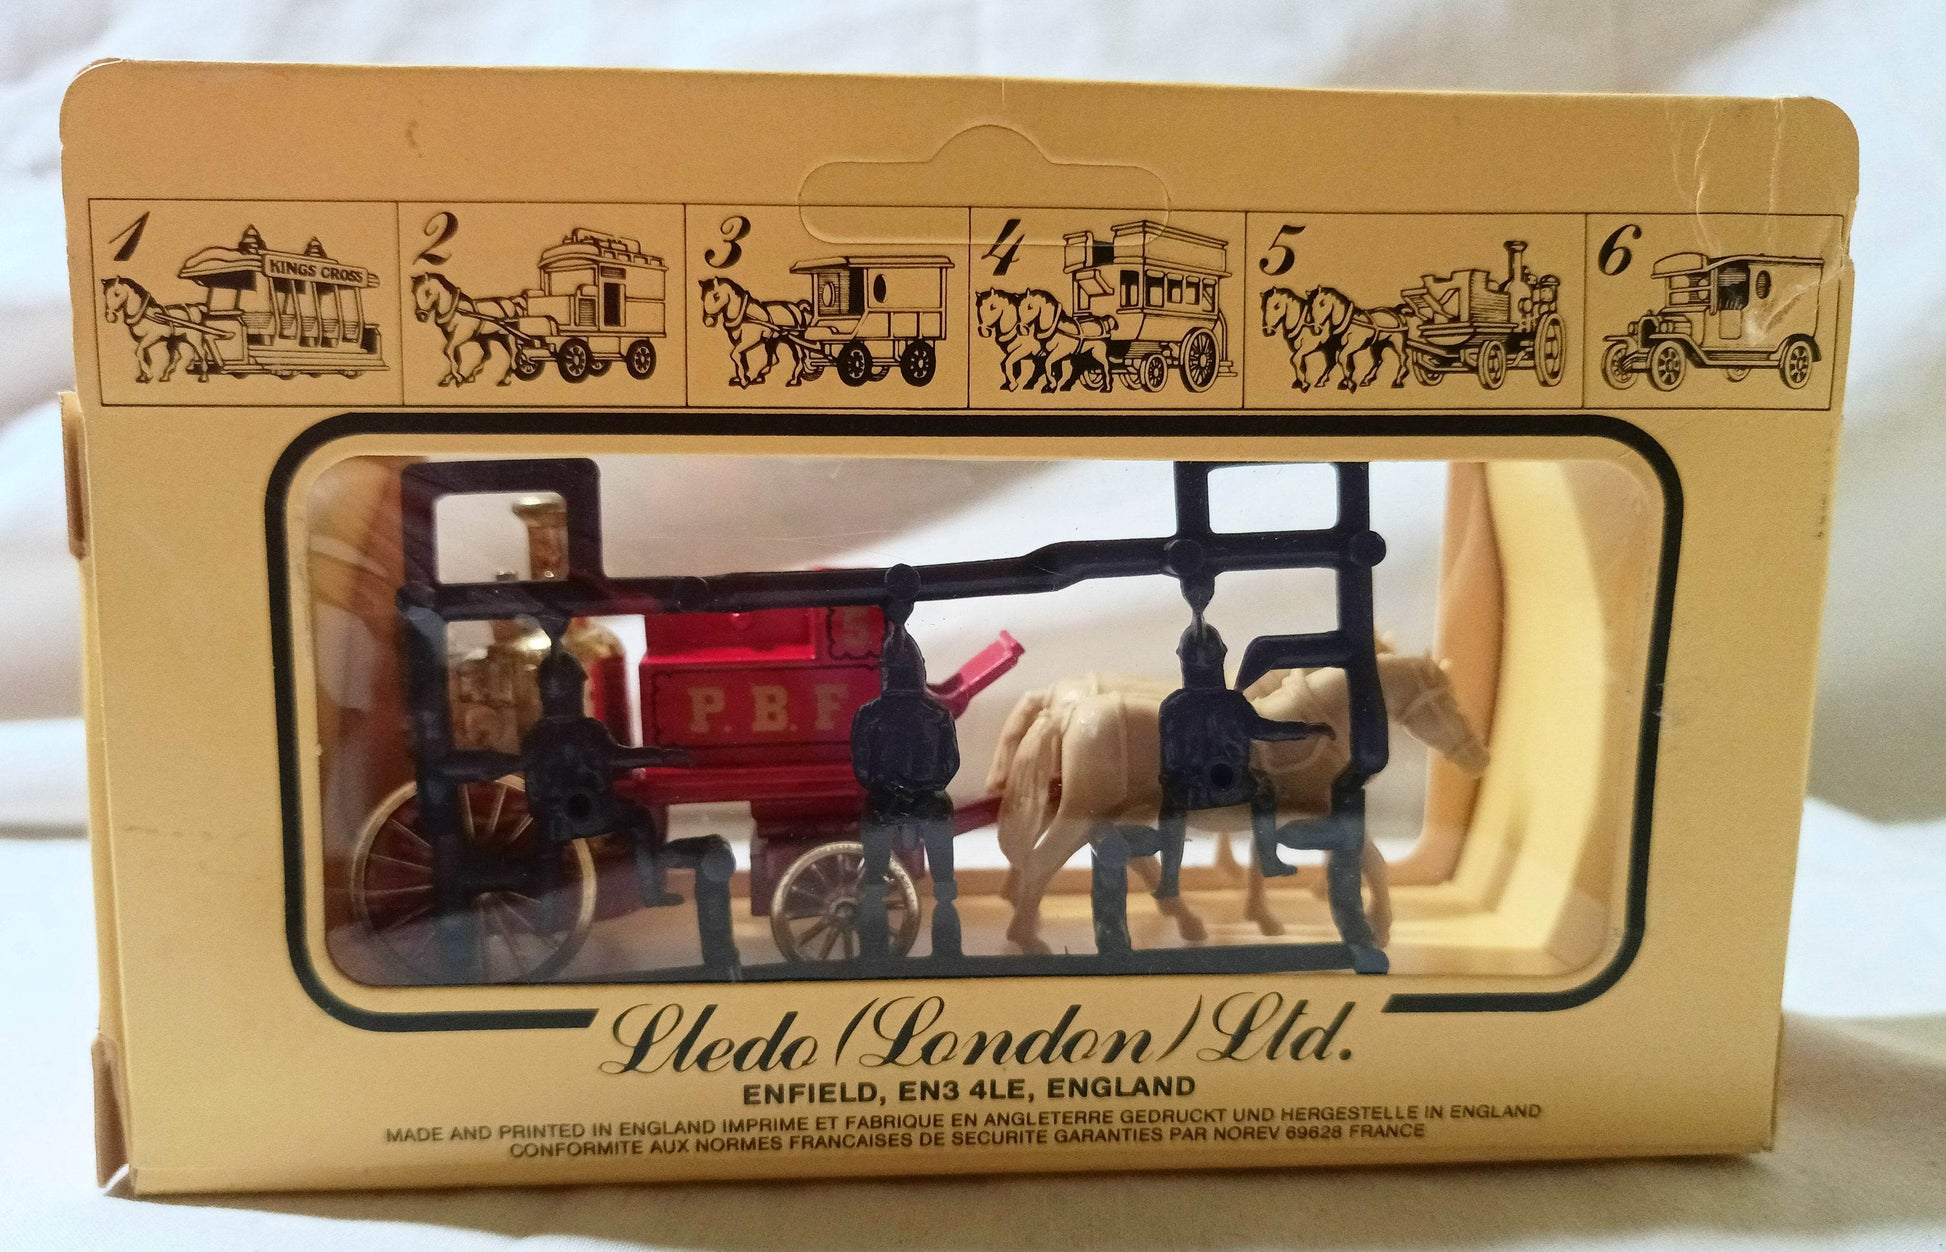 1 2 3 4 5 6
KINGS CROSS
5
P.B.F
Lledo (London) Ltd.
ENFIELD, EN3 4LE, ENGLAND
MADE AND PRINTED IN ENGLAND IMPRIME ET FABRIQUE EN ANGLETERRE GEDRUCKT UND HERGESTELLE IN ENGLAND
CONFORMITE AUX NORMES FRANCAISES DE SECURITE GARANTIES PAR NOREV 69628 FRANCE